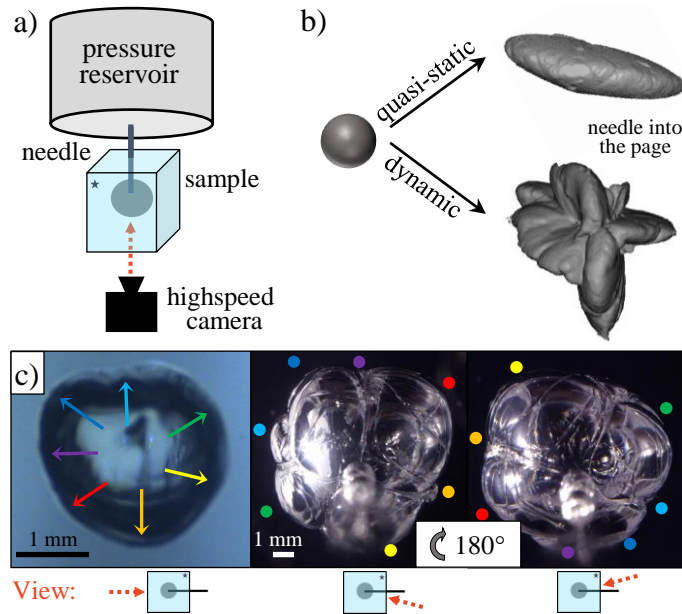 a)
pressure
reservoir
needle
sample
highspeed
camera
b)
quasi-static
dynamic
needle into
the page
c)
1 mm
1 mm
180°
View: